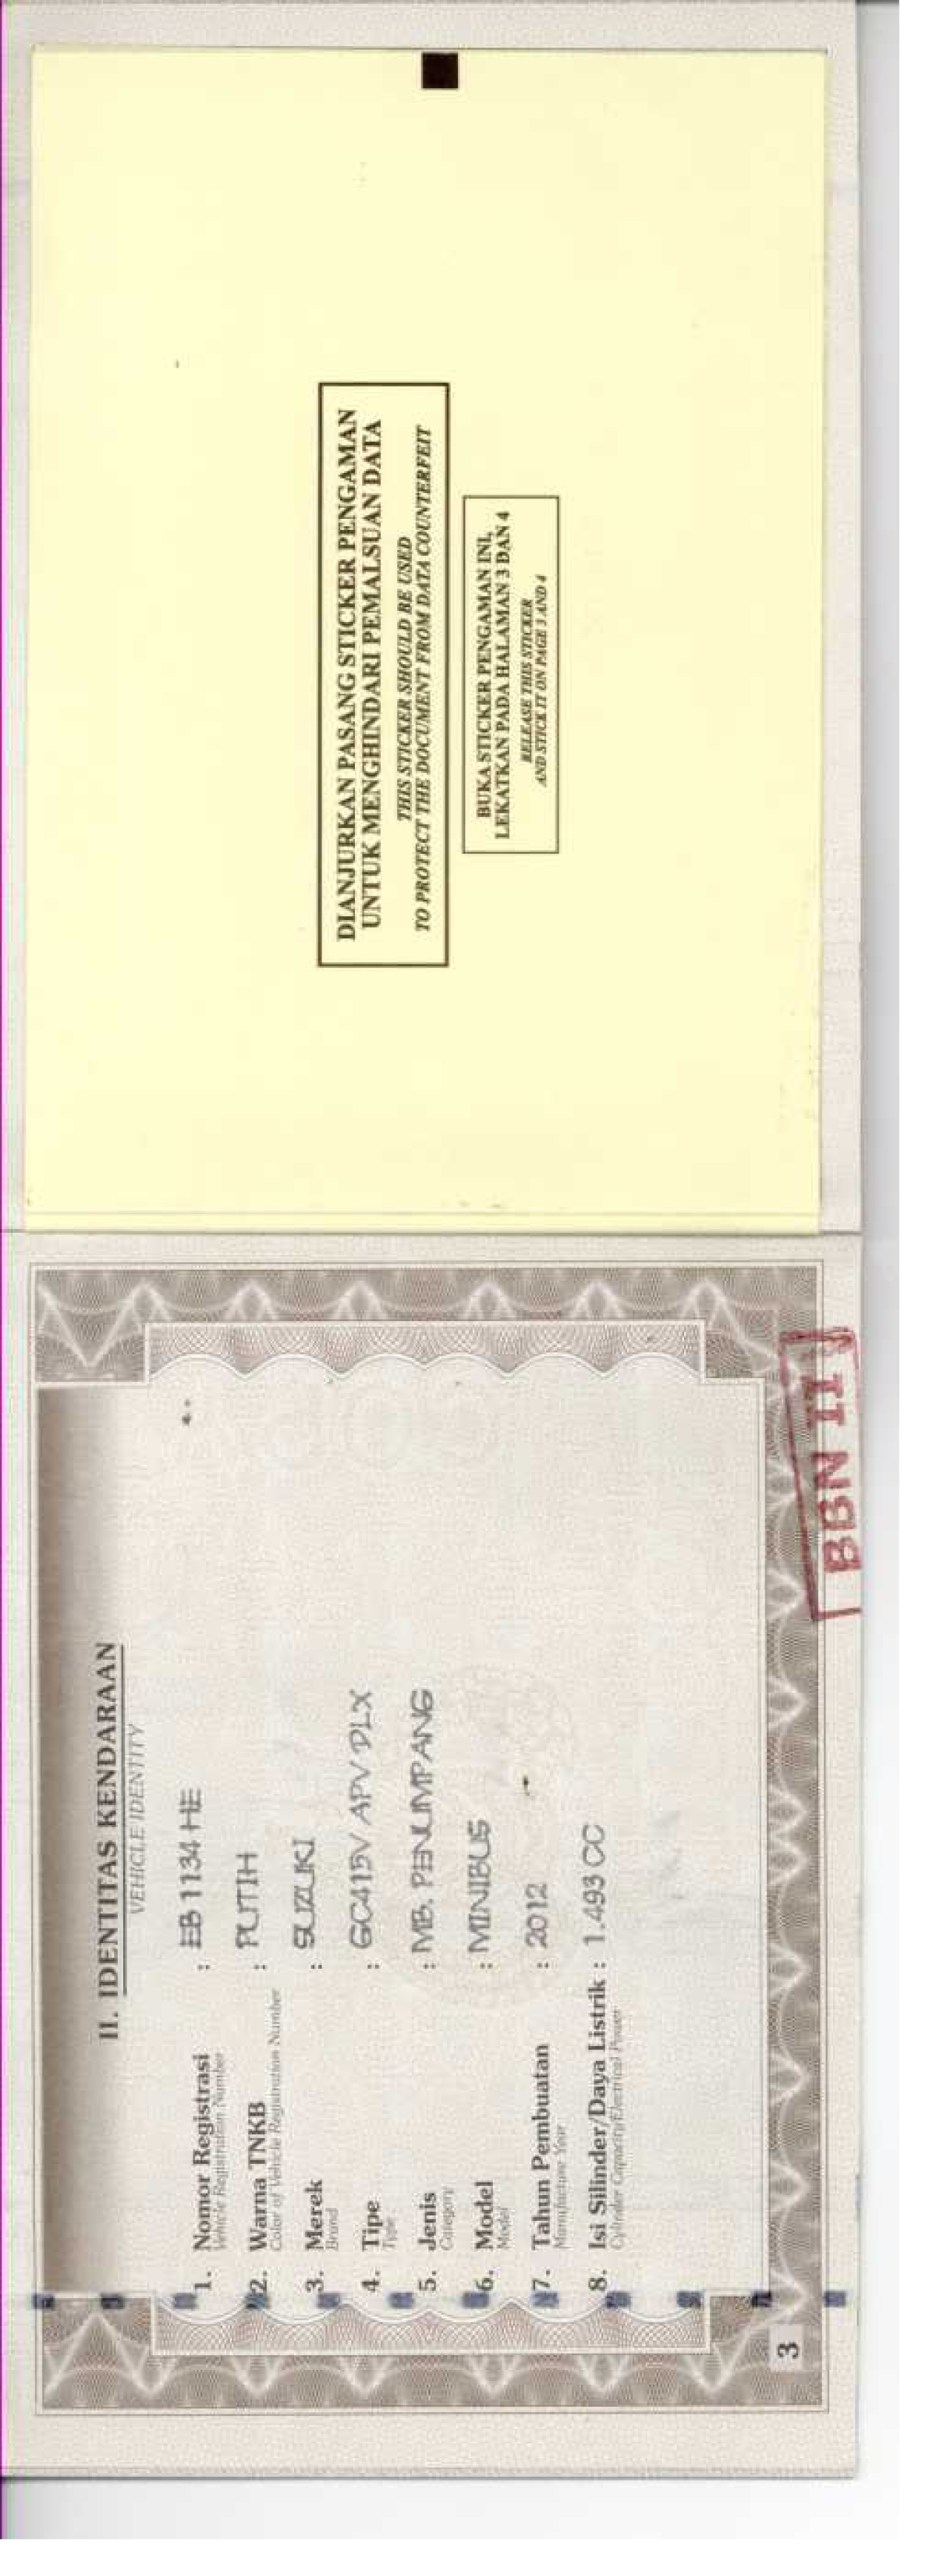 II. IDENTITAS KENDARAAN
VEHICLE IDENTITY
1. Nomor Registrasi : EB 1134 HE
Vehicle Registration Number
2. Warna TNKB : PUTIH
Color of Vehicle Registration Number
3. Merek : SUZUKI
Brand
4. Tipe : GC415V APV DLX
Type
5. Jenis : MB. PENUMPANG
Category
6. Model : MINIBUS
Model
7. Tahun Pembuatan : 2012
Manufacture Year
8. Isi Silinder/Daya Listrik : 1.493 CC
Cylinder Capacity/Electrical Power
3
BBN II
DIANJURKAN PASANG STICKER PENGAMAN
UNTUK MENGHINDARI PEMALSUAN DATA
THIS STICKER SHOULD BE USED
TO PROTECT THE DOCUMENT FROM DATA COUNTERFEIT
BUKA STICKER PENGAMAN INI,
LEKATKAN PADA HALAMAN 3 DAN 4
RELEASE THIS STICKER
AND STICK IT ON PAGE 3 AND 4